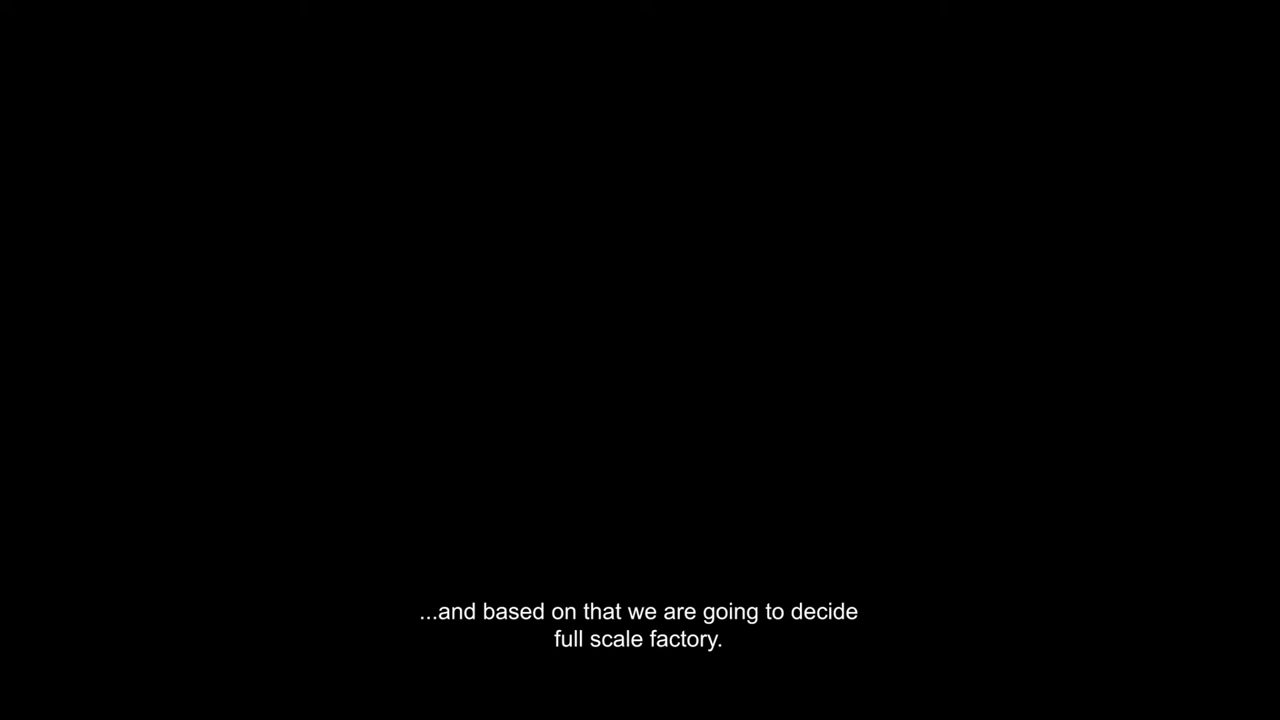 ...and based on that we are going to decide
full scale factory.